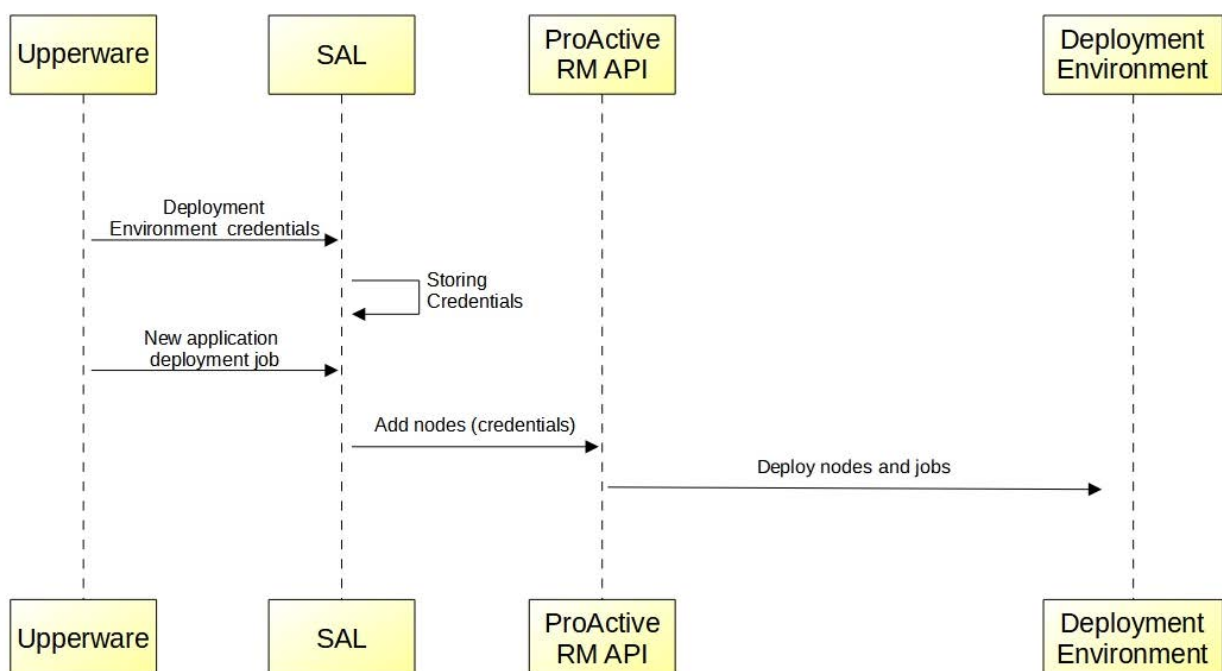 Upperware
SAL
ProActive
RM API
Deployment
Environment
Deployment
Environment credentials
Storing
Credentials
New application
deployment job
Add nodes (credentials)
Deploy nodes and jobs
Upperware
SAL
ProActive
RM API
Deployment
Environment